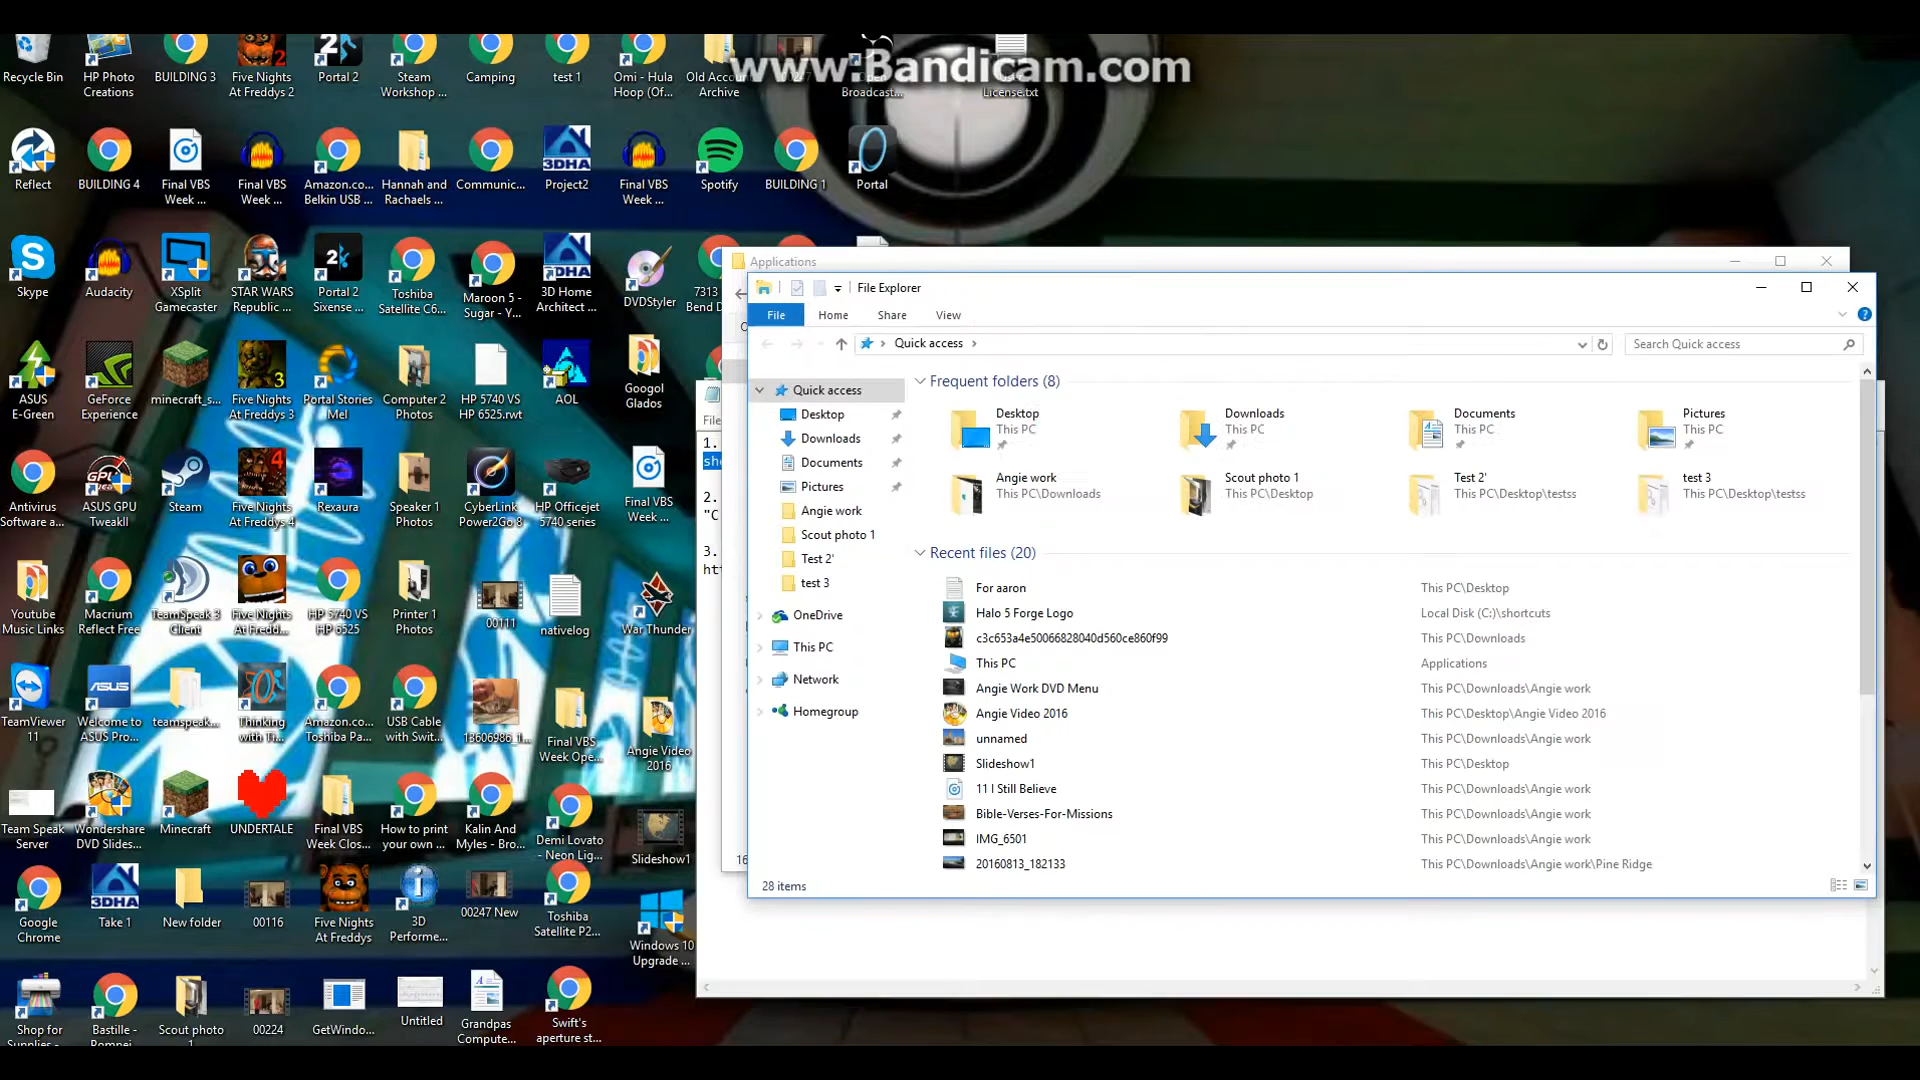 www.Bandicam.com
Recycle Bin
HP Photo
Creations
BUILDING 3
Five Nights
At Freddys 2
Portal 2
Steam
Workshop ...
Camping
test 1
Omi - Hula
Hoop (Of...
Old Account
Archive
Open
Broadcast...
License.txt
Reflect
BUILDING 4
Final VBS
Week ...
Final VBS
Week ...
Amazon.co...
Belkin USB ...
Hannah and
Rachaels ...
Communic...
Project2
Final VBS
Week ...
Spotify
BUILDING 1
Portal
Skype
Audacity
XSplit
Gamecaster
STAR WARS
Republic ...
Portal 2
Sixense ...
Toshiba
Satellite C6...
Maroon 5 -
Sugar - Y...
3D Home
Architect ...
DVDStyler
7313
Bend D
ASUS
E-Green
GeForce
Experience
minecraft_s...
Five Nights
At Freddys 3
Portal Stories
Mel
Computer 2
Photos
HP 5740 VS
HP 6525.rwt
AOL
Googol
Glados
Antivirus
Software a...
ASUS GPU
TweakII
Steam
Five Nights
At Freddys 4
Rexaura
Speaker 1
Photos
CyberLink
Power2Go 8
HP Officejet
5740 series
Final VBS
Week ...
Youtube
Music Links
Macrium
Reflect Free
TeamSpeak 3
Client
Five Nights
At Fredd...
HP 5740 VS
HP 6525
Printer 1
Photos
00111
nativelog
War Thunder
TeamViewer
11
Welcome to
ASUS Pro...
teamspeak...
Thinking
with Ti...
Amazon.co...
Toshiba Pa...
USB Cable
with Swit...
13606986_1...
Final VBS
Week Ope...
Angie Video
2016
Team Speak
Server
Wondershare
DVD Slides...
Minecraft
UNDERTALE
Final VBS
Week Clos...
How to print
your own ...
Kalin And
Myles - Bro...
Demi Lovato
- Neon Lig...
Slideshow1
Google
Chrome
Take 1
New folder
00116
Five Nights
At Freddys
3D
Performe...
00247 New
Toshiba
Satellite P2...
Windows 10
Upgrade ...
Shop for
Supplies -
Bastille -
Pompei
Scout photo
1
00224
GetWindo...
Untitled
Grandpas
Compute...
Swift's
aperture st...
Applications
File Explorer
File
Home
Share
View
Quick access
Search Quick access
Quick access
Desktop
Downloads
Documents
Pictures
Angie work
Scout photo 1
Test 2'
test 3
OneDrive
This PC
Network
Homegroup
Frequent folders (8)
Desktop
This PC
Downloads
This PC
Documents
This PC
Pictures
This PC
Angie work
This PC\Downloads
Scout photo 1
This PC\Desktop
Test 2'
This PC\Desktop\testss
test 3
This PC\Desktop\testss
Recent files (20)
For aaron This PC\Desktop
Halo 5 Forge Logo Local Disk (C:)\shortcuts
c3c653a4e50066828040d560ce860f99 This PC\Downloads
This PC Applications
Angie Work DVD Menu This PC\Downloads\Angie work
Angie Video 2016 This PC\Desktop\Angie Video 2016
unnamed This PC\Downloads\Angie work
Slideshow1 This PC\Desktop
11 I Still Believe This PC\Downloads\Angie work
Bible-Verses-For-Missions This PC\Downloads\Angie work
IMG_6501 This PC\Downloads\Angie work
20160813_182133 This PC\Downloads\Angie work\Pine Ridge
28 items
File
1.
she
2.
"C
3.
htt
16